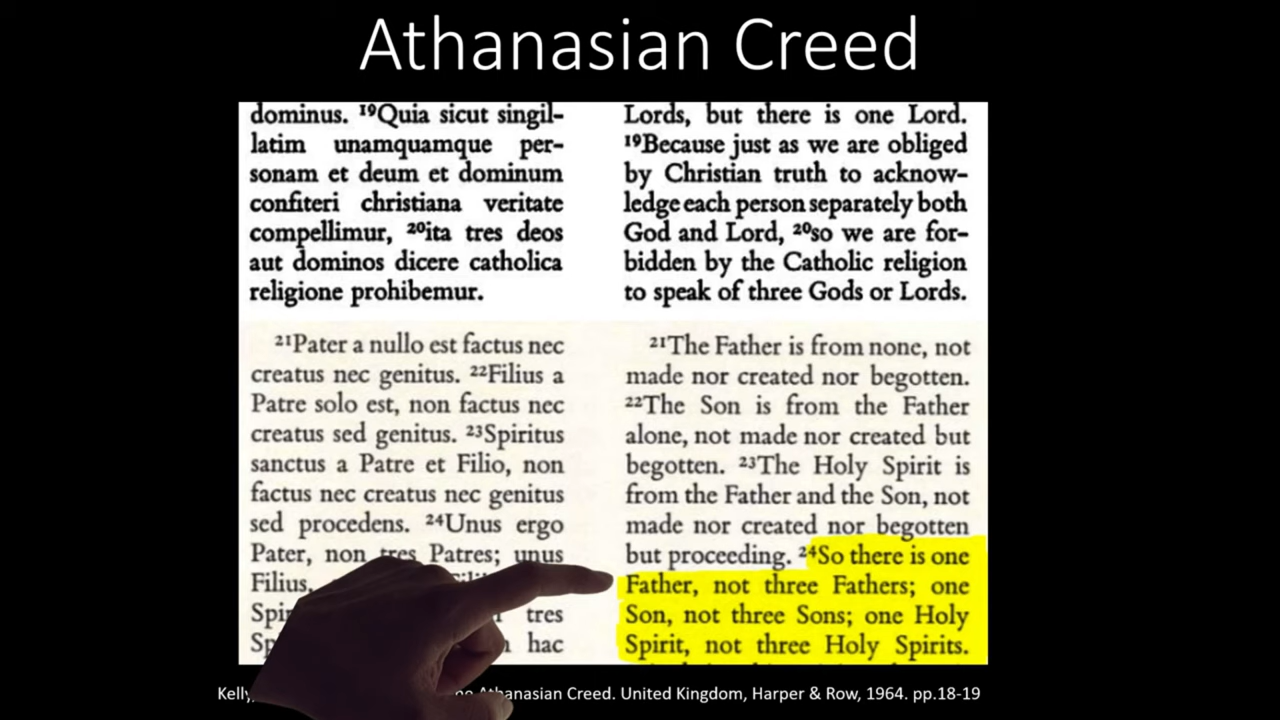 Athanasian Creed
dominus. ¹⁹Quia sicut singil-
latim unamquamque per-
sonam et deum et dominum
confiteri christiana veritate
compellimur, ²⁰ita tres deos
aut dominos dicere catholica
religione prohibemur.
²¹Pater a nullo est factus nec
creatus nec genitus. ²²Filius a
Patre solo est, non factus nec
creatus sed genitus. ²³Spiritus
sanctus a Patre et Filio, non
factus nec creatus nec genitus
sed procedens. ²⁴Unus ergo
Pater, non tres Patres; unus
Filius,
tres
hac
Lords, but there is one Lord.
¹⁹Because just as we are obliged
by Christian truth to acknow-
ledge each person separately both
God and Lord, ²⁰so we are for-
bidden by the Catholic religion
to speak of three Gods or Lords.
²¹The Father is from none, not
made nor created nor begotten.
²²The Son is from the Father
alone, not made nor created but
begotten. ²³The Holy Spirit is
from the Father and the Son, not
made nor created nor begotten
but proceeding. ²⁴So there is one
Father, not three Fathers; one
Son, not three Sons; one Holy
Spirit, not three Holy Spirits.
Kelly, Athanasian Creed. United Kingdom, Harper & Row, 1964. pp.18-19